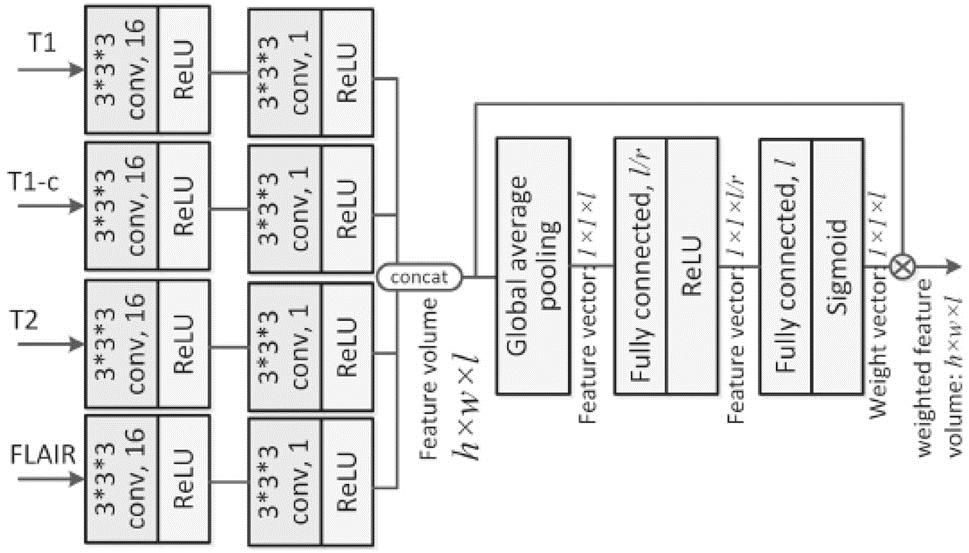 T1
3*3*3
conv, 16
ReLU
3*3*3
conv, 1
ReLU
T1-c
3*3*3
conv, 16
ReLU
3*3*3
conv, 1
ReLU
T2
3*3*3
conv, 16
ReLU
3*3*3
conv, 1
ReLU
FLAIR
3*3*3
conv, 16
ReLU
3*3*3
conv, 1
ReLU
concat
Feature volume
h×w×l
Global average
pooling
Feature vector: l×l×l
Fully connected, l/r
ReLU
Feature vector: l×l×l/r
Fully connected, l
Sigmoid
Weight vector: l×l×l
weighted feature
volume: h×w×l